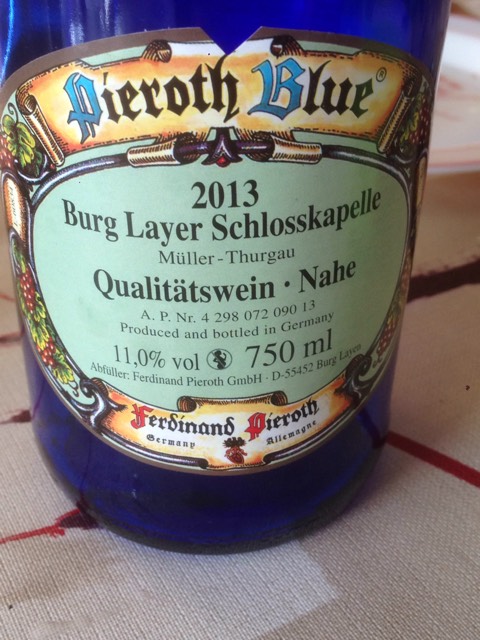 Pieroth Blue®
2013
Burg Layer Schlosskapelle
Müller-Thurgau
Qualitätswein · Nahe
A. P. Nr. 4 298 072 090 13
Produced and bottled in Germany
11,0% vol 750 ml
Abfüller: Ferdinand Pieroth GmbH · D-55452 Burg Layen
Ferdinand Pieroth
Germany Allemagne